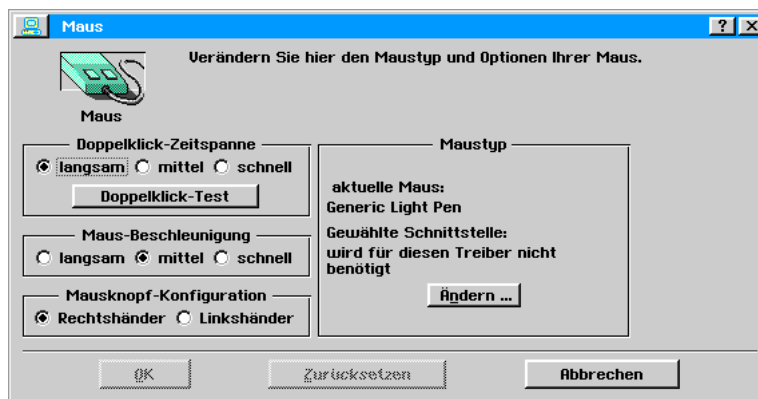 Maus
Verändern Sie hier den Maustyp und Optionen Ihrer Maus.
Maus
Doppelklick-Zeitspanne
langsam mittel schnell
Doppelklick-Test
Maus-Beschleunigung
langsam mittel schnell
Mausknopf-Konfiguration
Rechtshänder Linkshänder
Maustyp
aktuelle Maus:
Generic Light Pen
Gewählte Schnittstelle:
wird für diesen Treiber nicht
benötigt
Ändern ...
OK Zurücksetzen Abbrechen